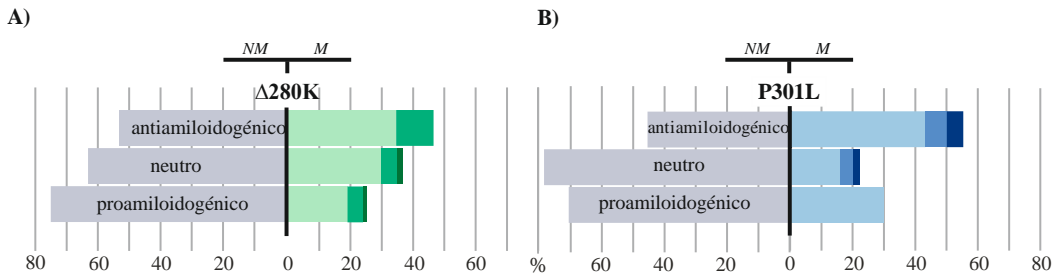 A)
NM M
Δ280K
antiamiloidogénico
neutro
proamiloidogénico
80 60 40 20 0 20 40 60
B)
NM M
P301L
antiamiloidogénico
neutro
proamiloidogénico
% 60 40 20 0 20 40 60 80